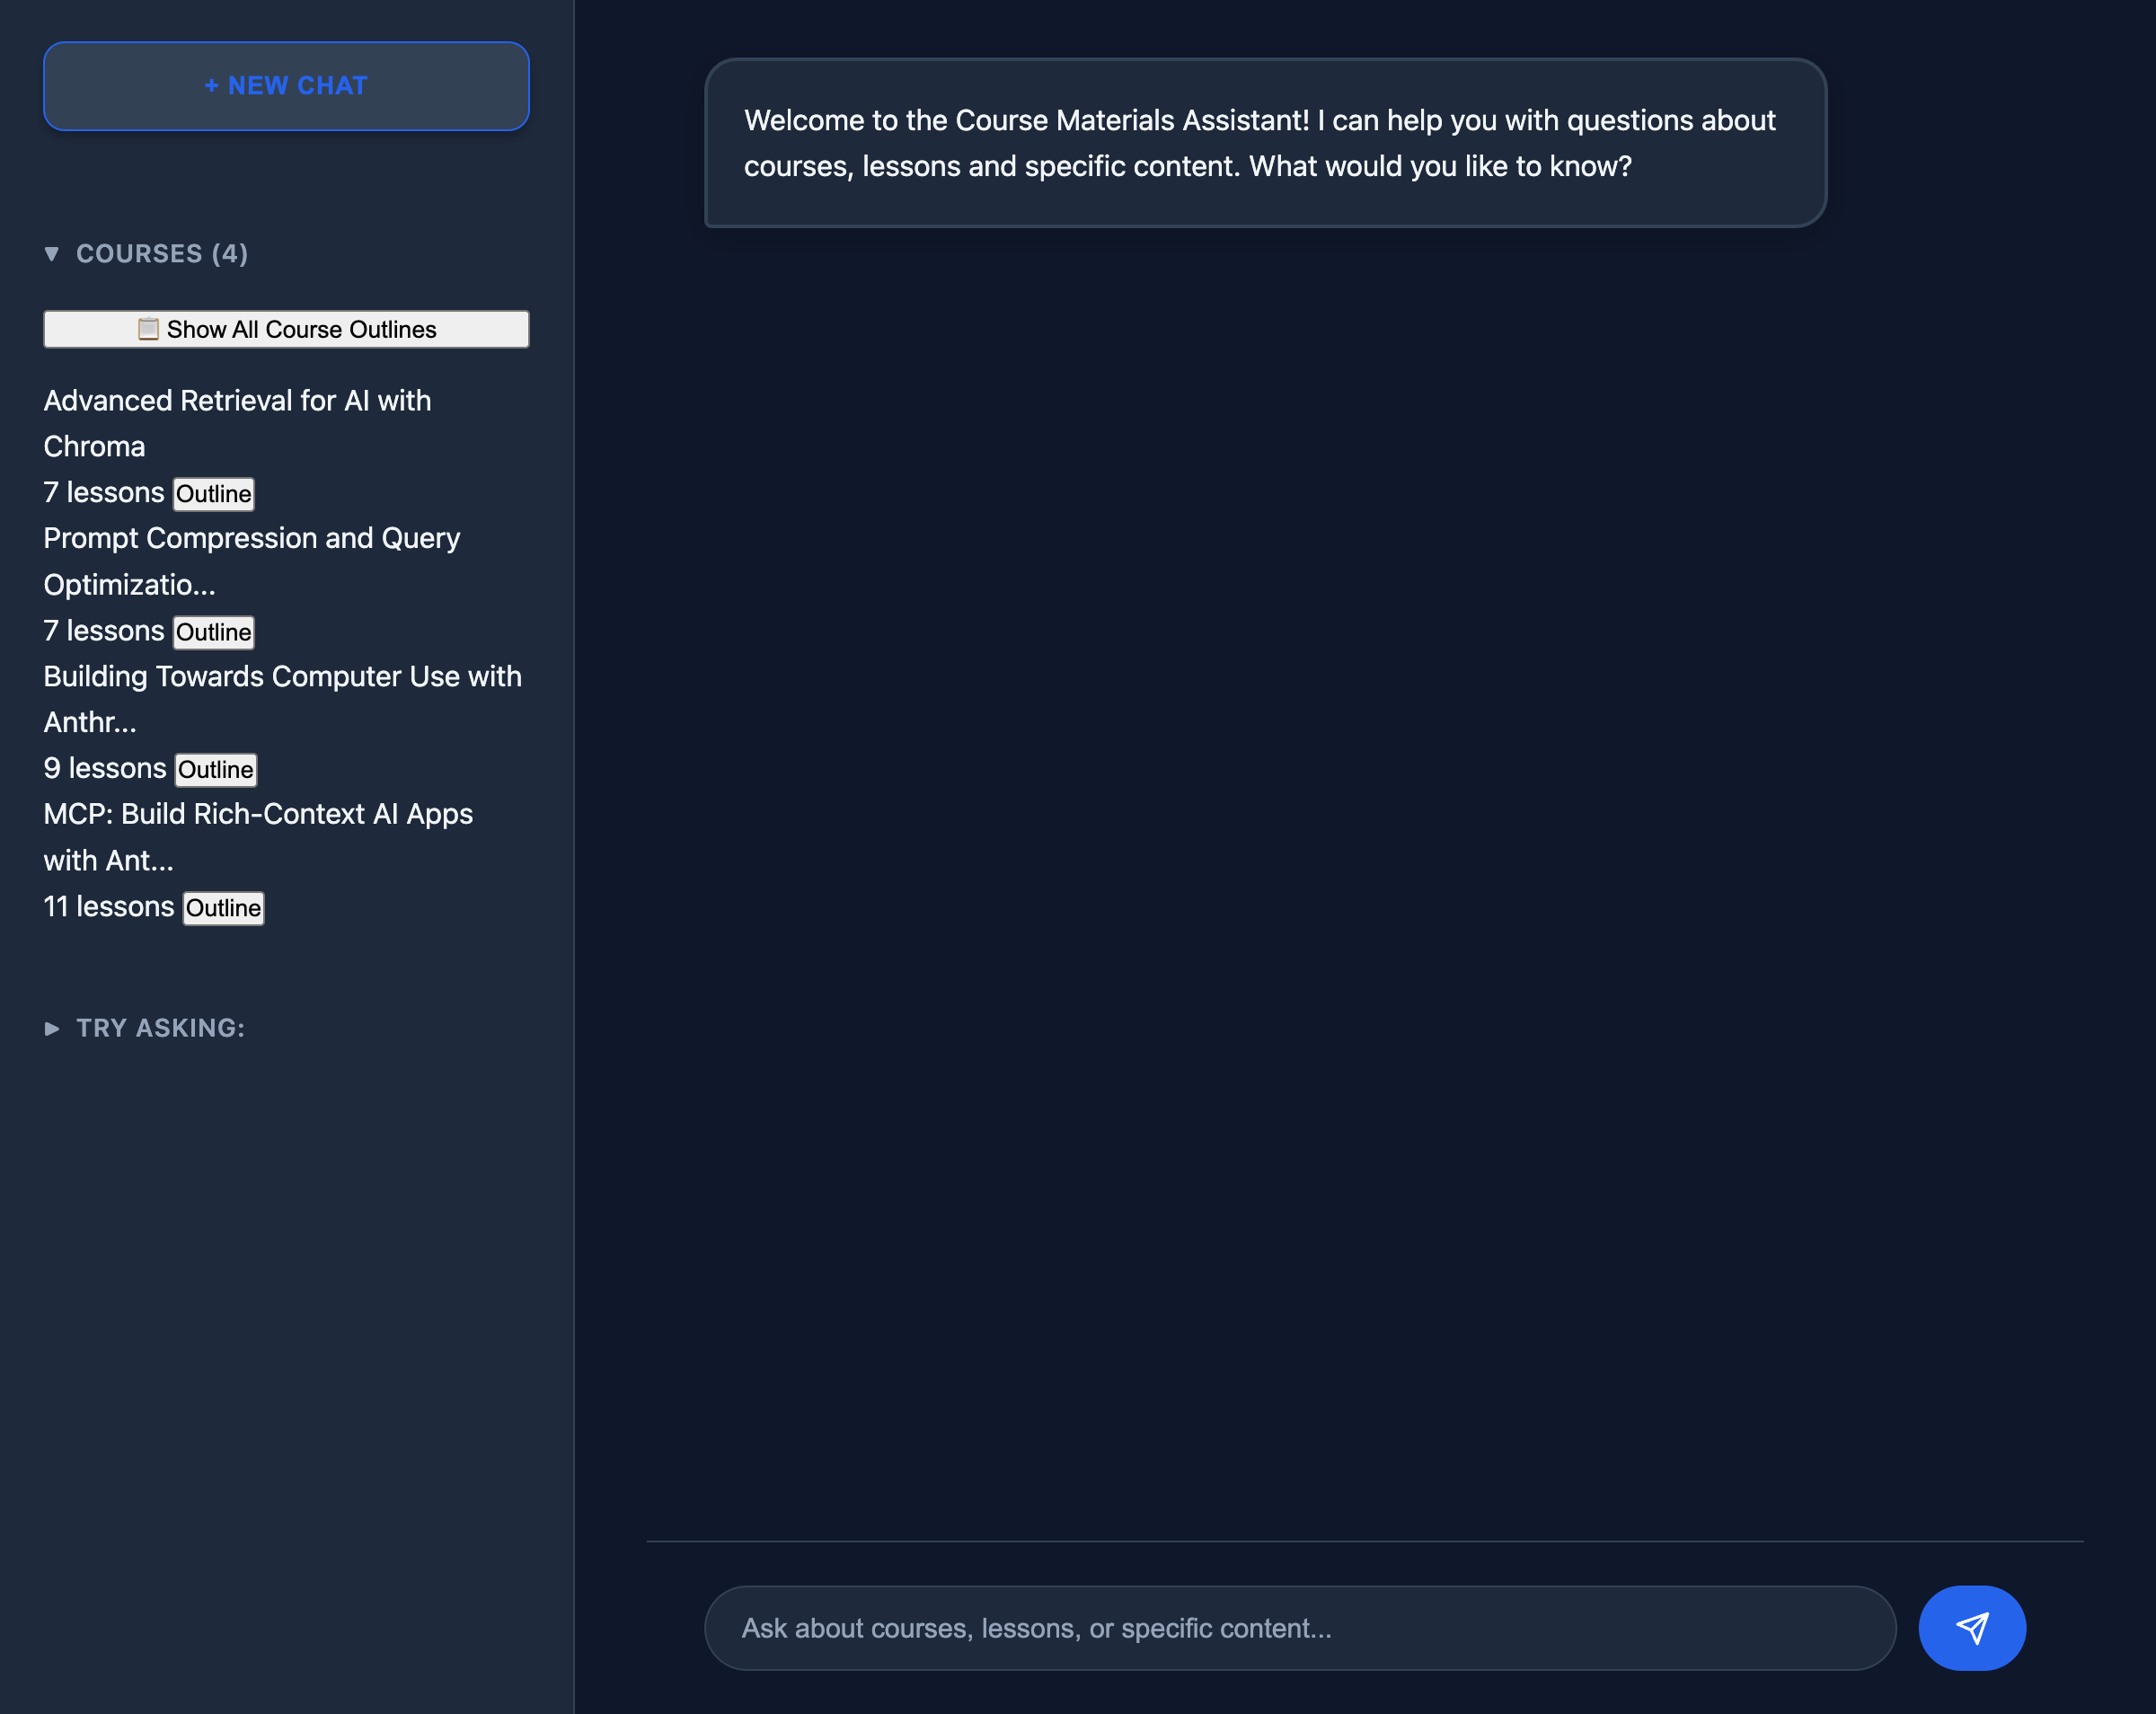 + NEW CHAT
▼ COURSES (4)
📋 Show All Course Outlines
Advanced Retrieval for AI with
Chroma
7 lessons Outline
Prompt Compression and Query
Optimizatio...
7 lessons Outline
Building Towards Computer Use with
Anthr...
9 lessons Outline
MCP: Build Rich-Context AI Apps
with Ant...
11 lessons Outline
▶ TRY ASKING:
Welcome to the Course Materials Assistant! I can help you with questions about
courses, lessons and specific content. What would you like to know?
Ask about courses, lessons, or specific content...